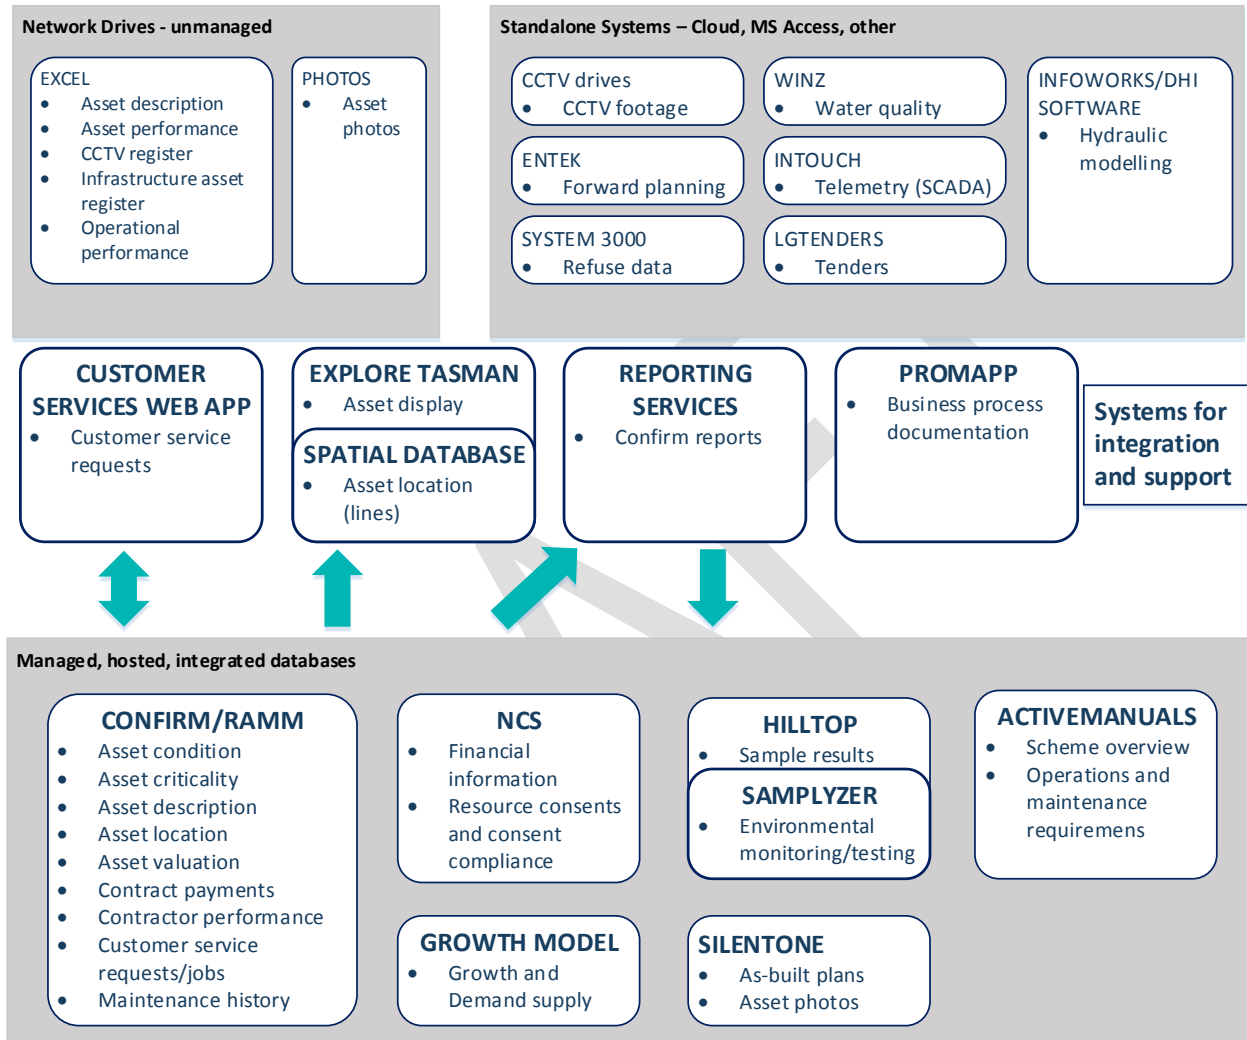 Network Drives - unmanaged
EXCEL
• Asset description
• Asset performance
• CCTV register
• Infrastructure asset
register
• Operational
performance
PHOTOS
• Asset
photos
Standalone Systems – Cloud, MS Access, other
CCTV drives
• CCTV footage
WINZ
• Water quality
INFOWORKS/DHI
SOFTWARE
• Hydraulic
modelling
ENTEK
• Forward planning
INTOUCH
• Telemetry (SCADA)
SYSTEM 3000
• Refuse data
LGTENDERS
• Tenders
CUSTOMER
SERVICES WEB APP
• Customer service
requests
EXPLORE TASMAN
• Asset display
SPATIAL DATABASE
• Asset location
(lines)
REPORTING
SERVICES
• Confirm reports
PROMAPP
• Business process
documentation
Systems for
integration
and support
Managed, hosted, integrated databases
CONFIRM/RAMM
• Asset condition
• Asset criticality
• Asset description
• Asset location
• Asset valuation
• Contract payments
• Contractor performance
• Customer service
requests/jobs
• Maintenance history
NCS
• Financial
information
• Resource consents
and consent
compliance
HILLTOP
• Sample results
SAMPLYZER
• Environmental
monitoring/testing
ACTIVEMANUALS
• Scheme overview
• Operations and
maintenance
requiremens
GROWTH MODEL
• Growth and
Demand supply
SILENTONE
• As-built plans
• Asset photos